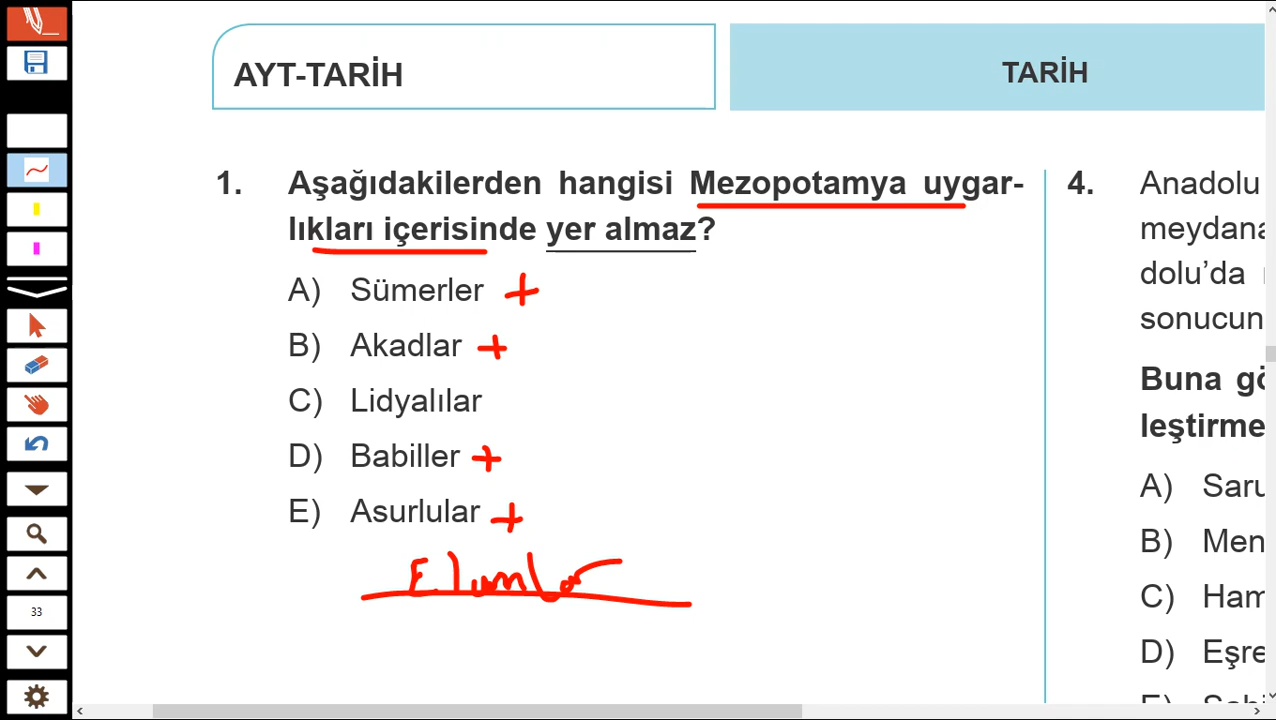 AYT-TARİH
TARİH
1. Aşağıdakilerden hangisi Mezopotamya uygar-
lıkları içerisinde yer almaz?
A) Sümerler +
B) Akadlar +
C) Lidyalılar
D) Babiller +
E) Asurlular +
Elamlar
4. Anadolu
meydana
dolu’da
sonucun
Buna gö
leştirme
A) Saru
B) Men
C) Ham
D) Eşre
33